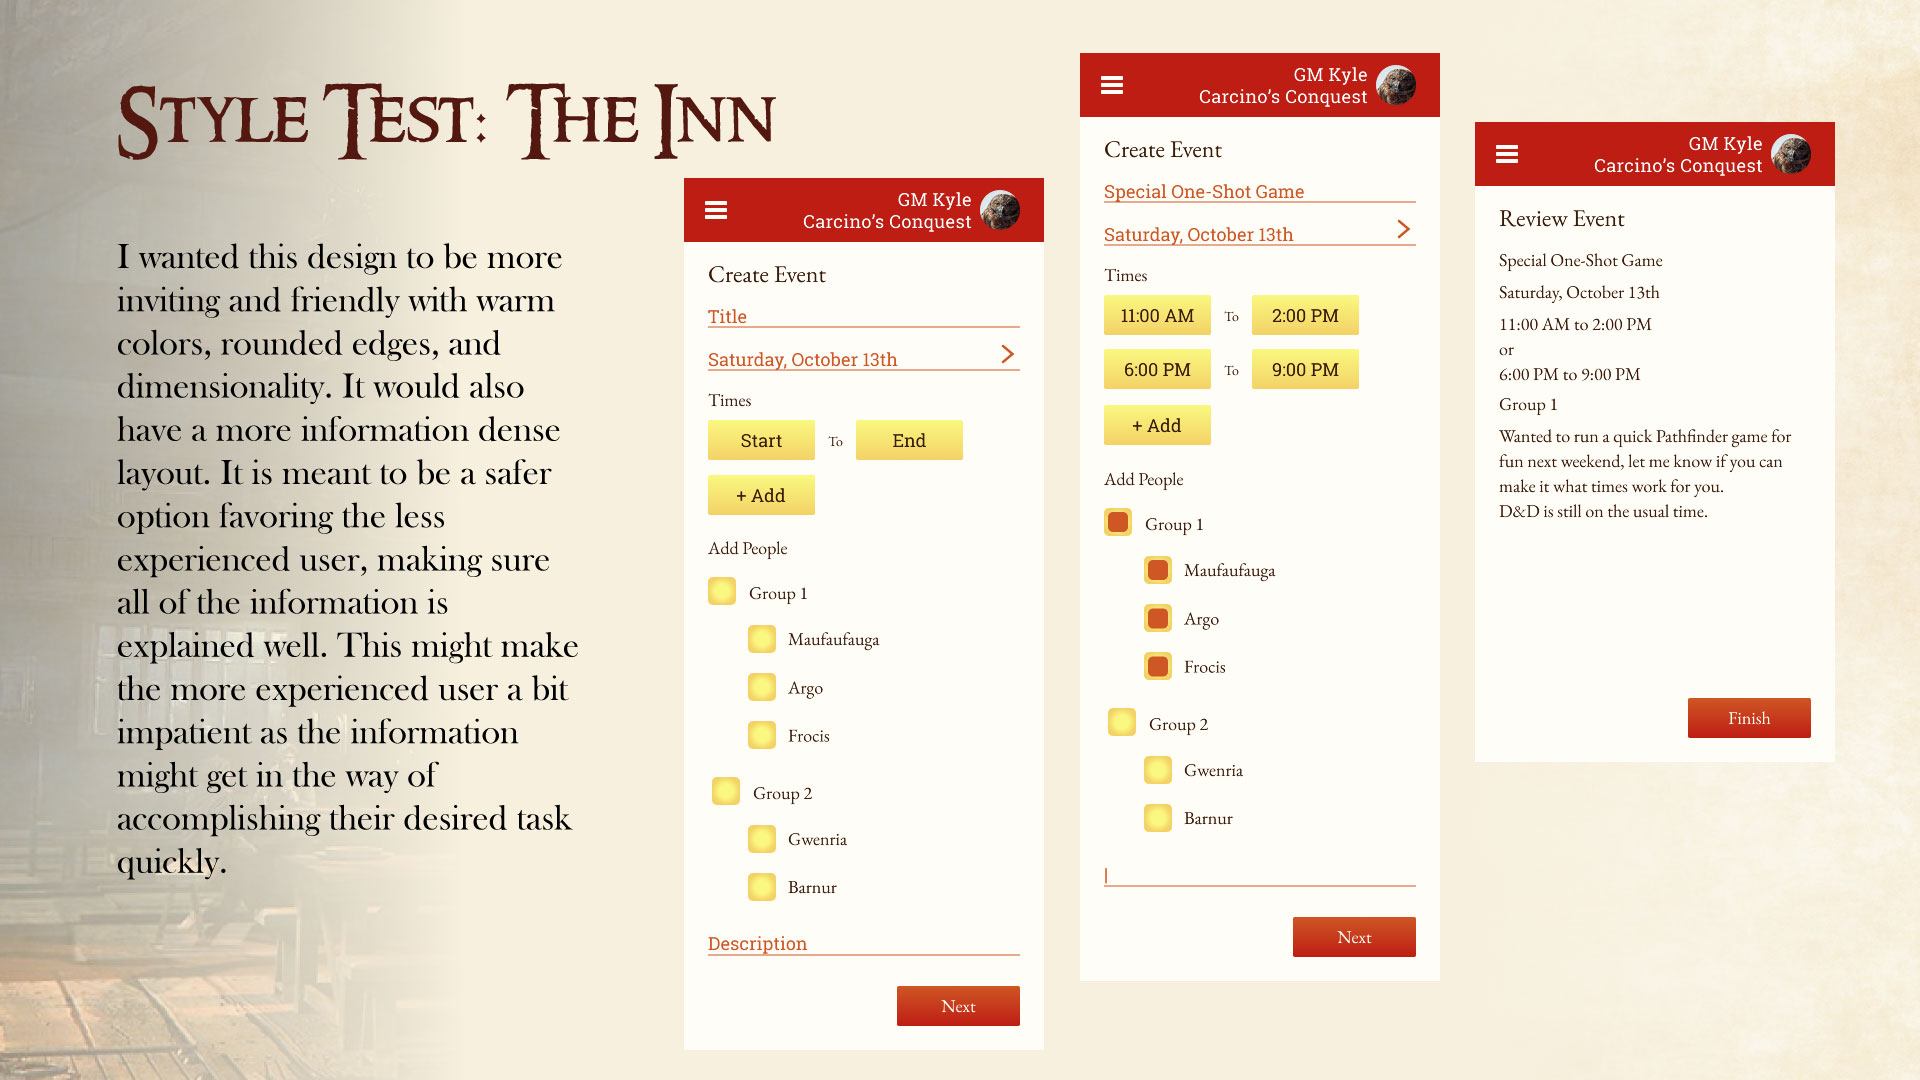 Style Test: The Inn
I wanted this design to be more
inviting and friendly with warm
colors, rounded edges, and
dimensionality. It would also
have a more information dense
layout. It is meant to be a safer
option favoring the less
experienced user, making sure
all of the information is
explained well. This might make
the more experienced user a bit
impatient as the information
might get in the way of
accomplishing their desired task
quickly.
GM Kyle
Carcino's Conquest
Create Event
Title
Saturday, October 13th
Times
Start To End
+ Add
Add People
Group 1
Maufaufauga
Argo
Frocis
Group 2
Gwenria
Barnur
Description
Next
GM Kyle
Carcino's Conquest
Create Event
Special One-Shot Game
Saturday, October 13th
Times
11:00 AM To 2:00 PM
6:00 PM To 9:00 PM
+ Add
Add People
Group 1
Maufaufauga
Argo
Frocis
Group 2
Gwenria
Barnur
Next
GM Kyle
Carcino's Conquest
Review Event
Special One-Shot Game
Saturday, October 13th
11:00 AM to 2:00 PM
or
6:00 PM to 9:00 PM
Group 1
Wanted to run a quick Pathfinder game for
fun next weekend, let me know if you can
make it what times work for you.
D&D is still on the usual time.
Finish